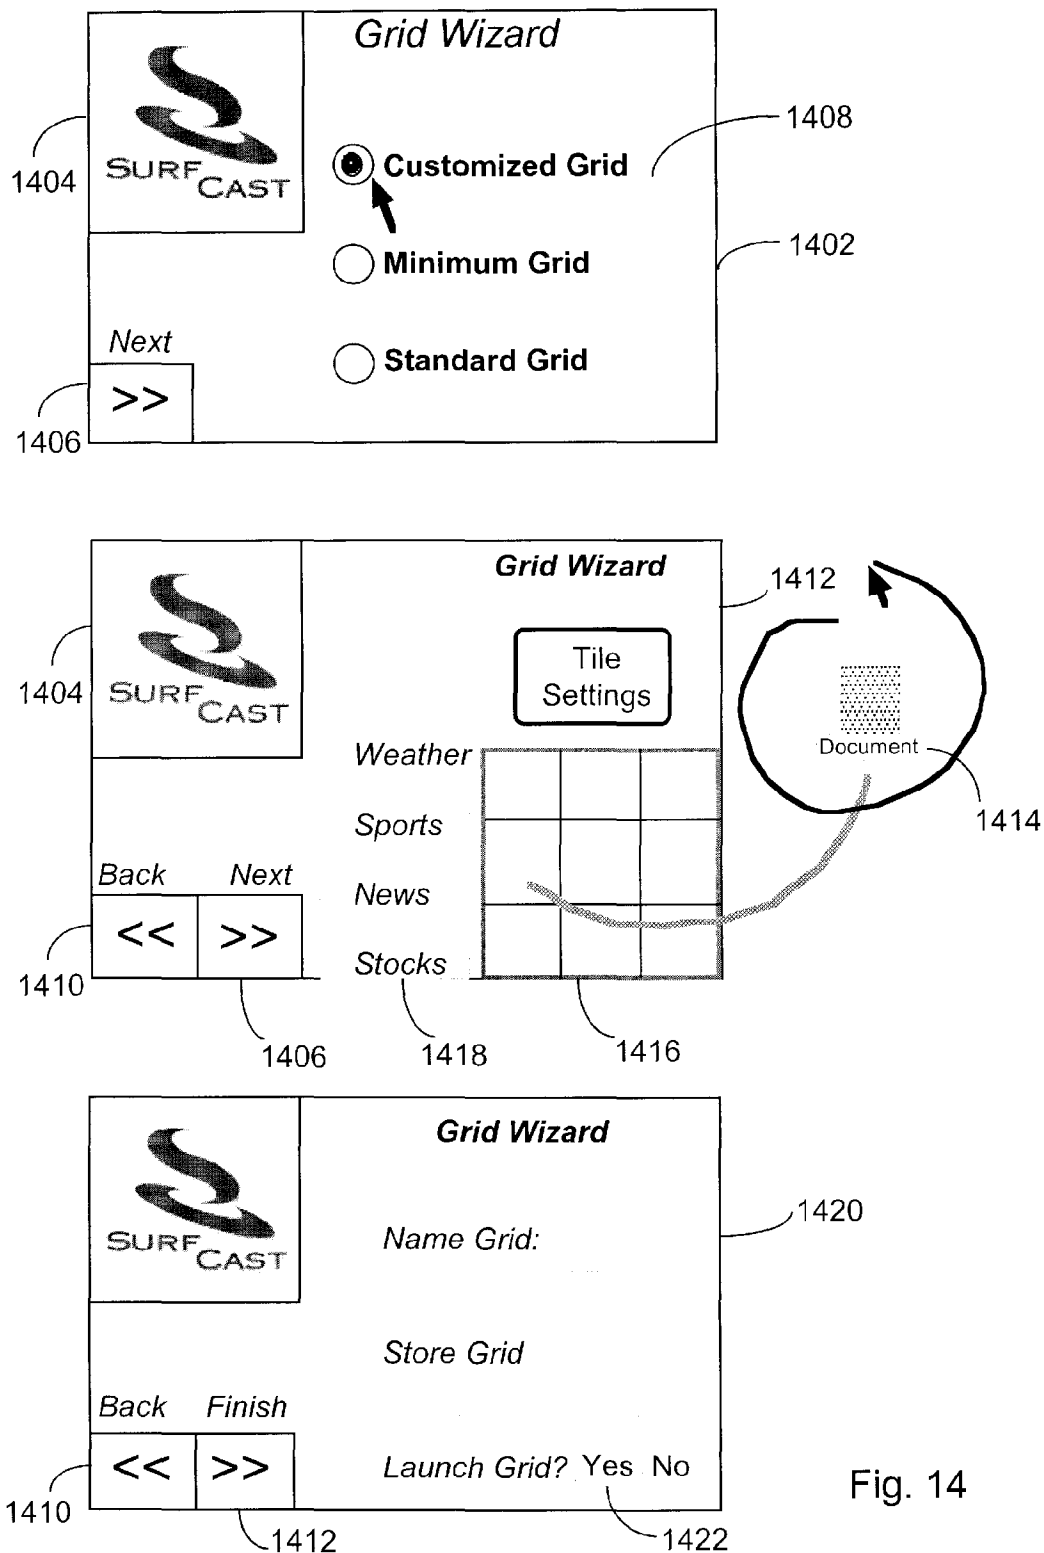 Grid Wizard
SURF
CAST
Customized Grid
Minimum Grid
Standard Grid
Next
>>
1404
1406
1408
1402
Grid Wizard
SURF
CAST
Tile
Settings
Weather
Sports
News
Stocks
Back Next
<< >>
Document
1412
1404
1414
1410
1406
1418
1416
Grid Wizard
SURF
CAST
Name Grid:
Store Grid
Launch Grid? Yes No
Back Finish
<< >>
1420
1410
1412
1422
Fig. 14